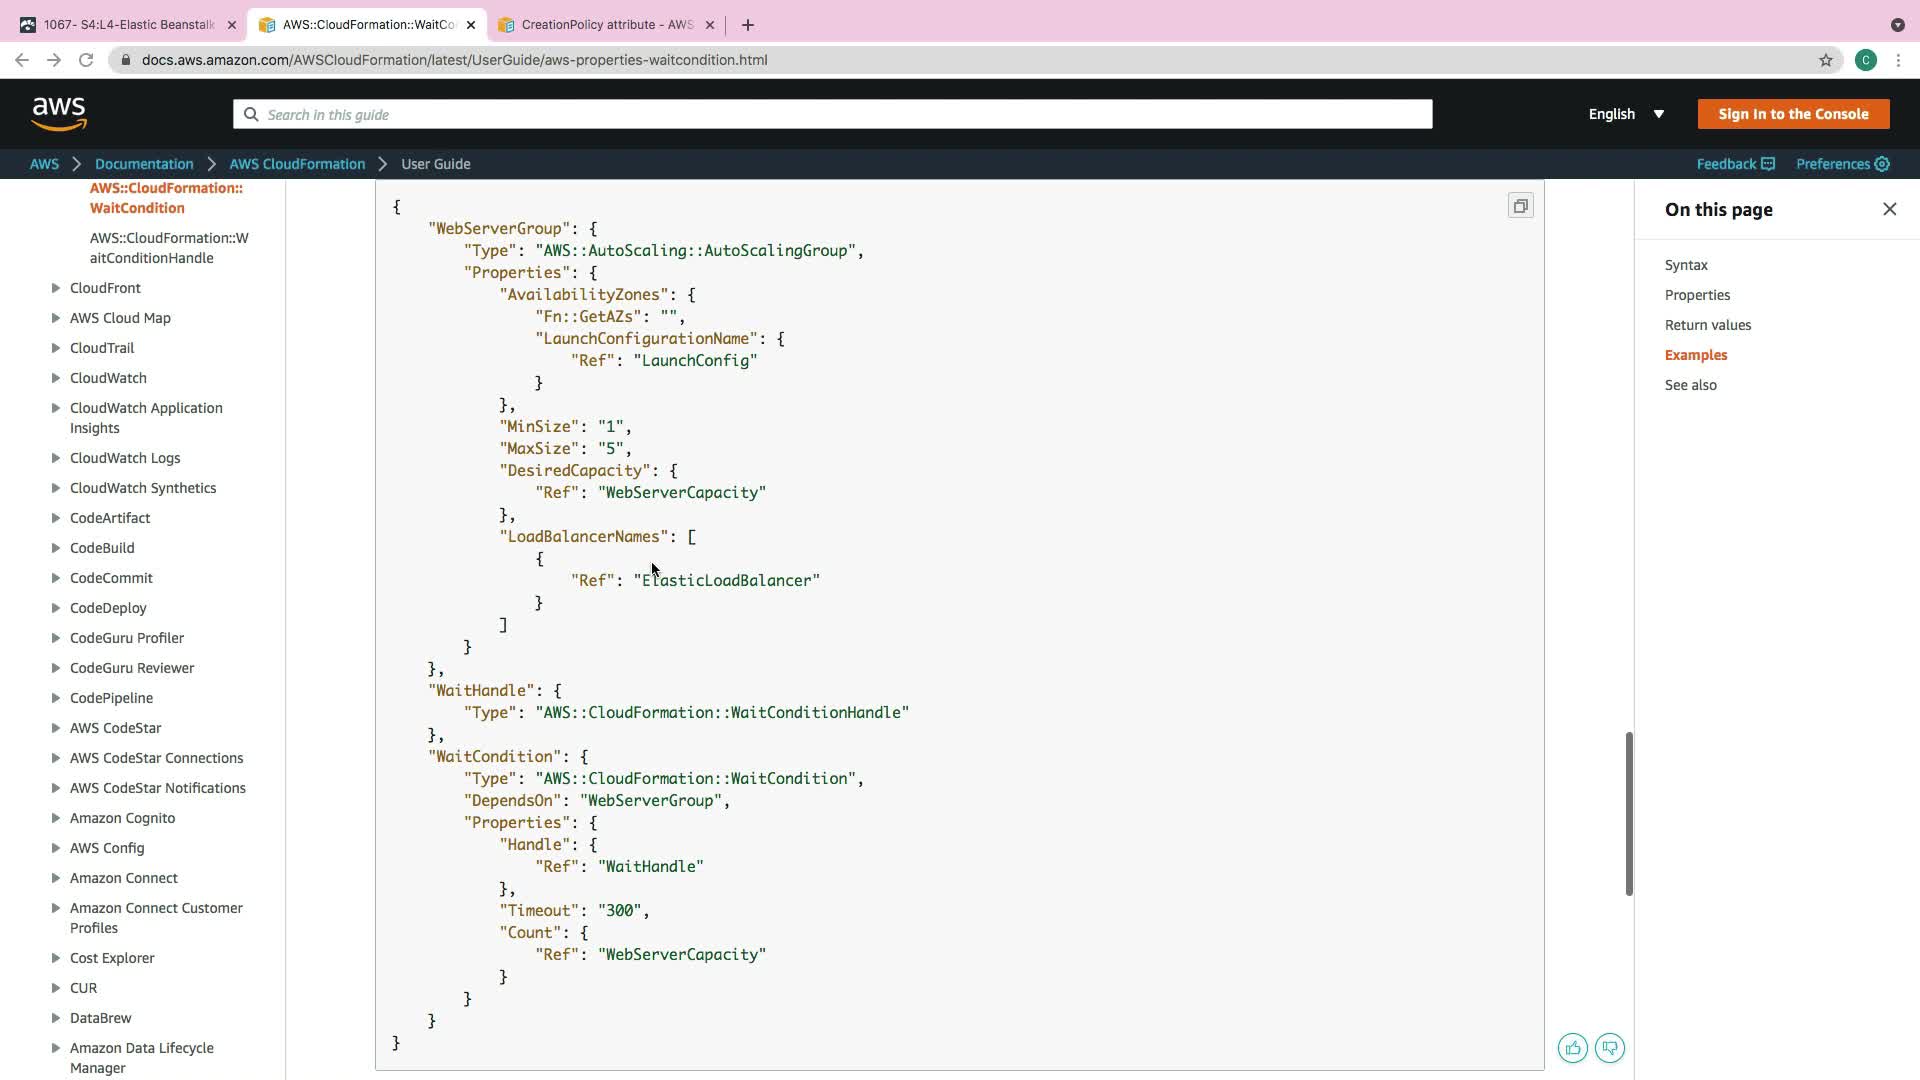 1067- S4:L4-Elastic Beanstalk
AWS::CloudFormation::WaitCo
CreationPolicy attribute - AWS
docs.aws.amazon.com/AWSCloudFormation/latest/UserGuide/aws-properties-waitcondition.html
C
aws
Search in this guide
English
Sign In to the Console
AWS
Documentation
AWS CloudFormation
User Guide
Feedback
Preferences
AWS::CloudFormation::
WaitCondition
AWS::CloudFormation::W
aitConditionHandle
CloudFront
AWS Cloud Map
CloudTrail
CloudWatch
CloudWatch Application
Insights
CloudWatch Logs
CloudWatch Synthetics
CodeArtifact
CodeBuild
CodeCommit
CodeDeploy
CodeGuru Profiler
CodeGuru Reviewer
CodePipeline
AWS CodeStar
AWS CodeStar Connections
AWS CodeStar Notifications
Amazon Cognito
AWS Config
Amazon Connect
Amazon Connect Customer
Profiles
Cost Explorer
CUR
DataBrew
Amazon Data Lifecycle
Manager
{
"WebServerGroup": {
"Type": "AWS::AutoScaling::AutoScalingGroup",
"Properties": {
"AvailabilityZones": {
"Fn::GetAZs": "",
"LaunchConfigurationName": {
"Ref": "LaunchConfig"
}
},
"MinSize": "1",
"MaxSize": "5",
"DesiredCapacity": {
"Ref": "WebServerCapacity"
},
"LoadBalancerNames": [
{
"Ref": "ElasticLoadBalancer"
}
]
}
},
"WaitHandle": {
"Type": "AWS::CloudFormation::WaitConditionHandle"
},
"WaitCondition": {
"Type": "AWS::CloudFormation::WaitCondition",
"DependsOn": "WebServerGroup",
"Properties": {
"Handle": {
"Ref": "WaitHandle"
},
"Timeout": "300",
"Count": {
"Ref": "WebServerCapacity"
}
}
}
}
On this page
Syntax
Properties
Return values
Examples
See also